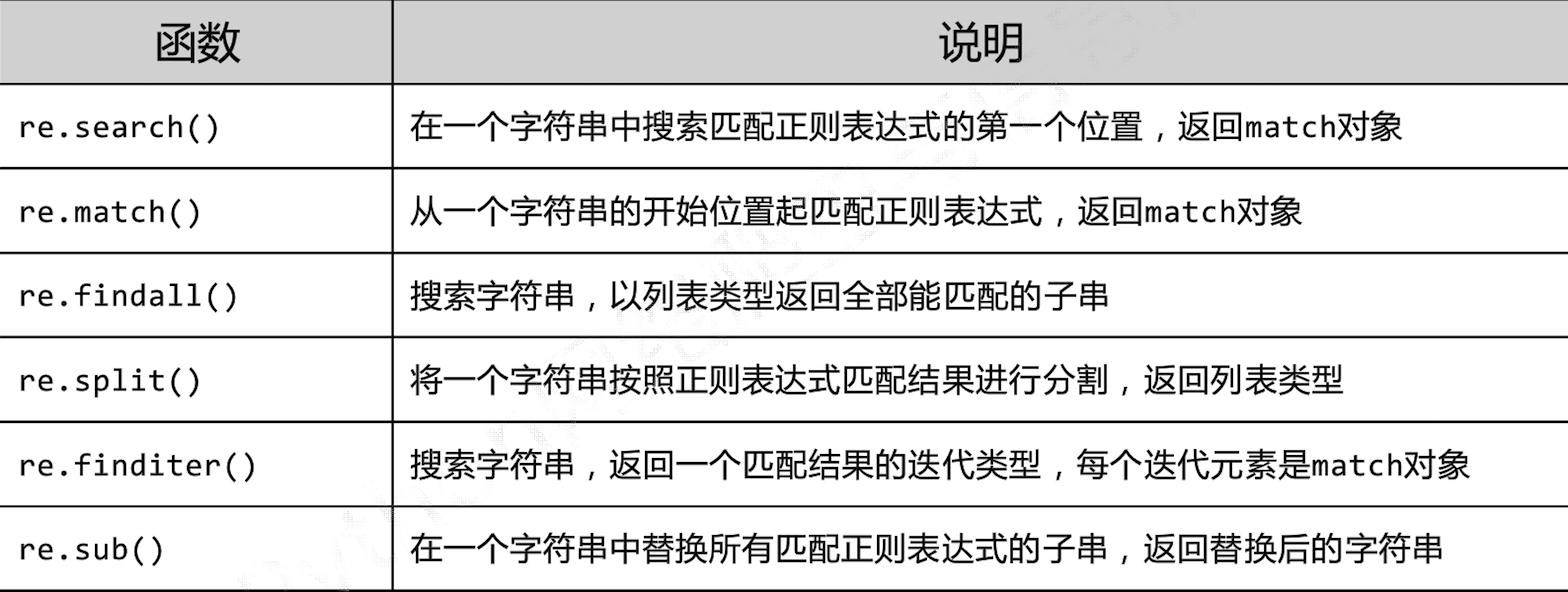 函数 说明
re.search() 在一个字符串中搜索匹配正则表达式的第一个位置，返回match对象
re.match() 从一个字符串的开始位置起匹配正则表达式，返回match对象
re.findall() 搜索字符串，以列表类型返回全部能匹配的子串
re.split() 将一个字符串按照正则表达式匹配结果进行分割，返回列表类型
re.finditer() 搜索字符串，返回一个匹配结果的迭代类型，每个迭代元素是match对象
re.sub() 在一个字符串中替换所有匹配正则表达式的子串，返回替换后的字符串